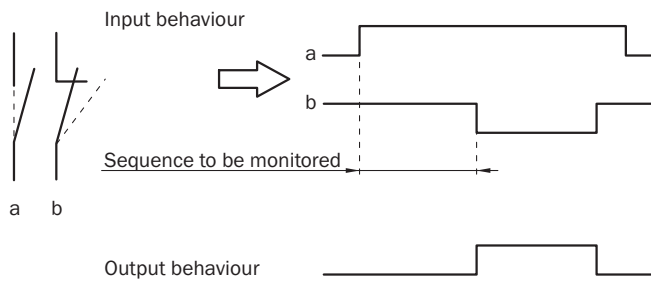 Input behaviour
a
b
Sequence to be monitored
a b
Output behaviour